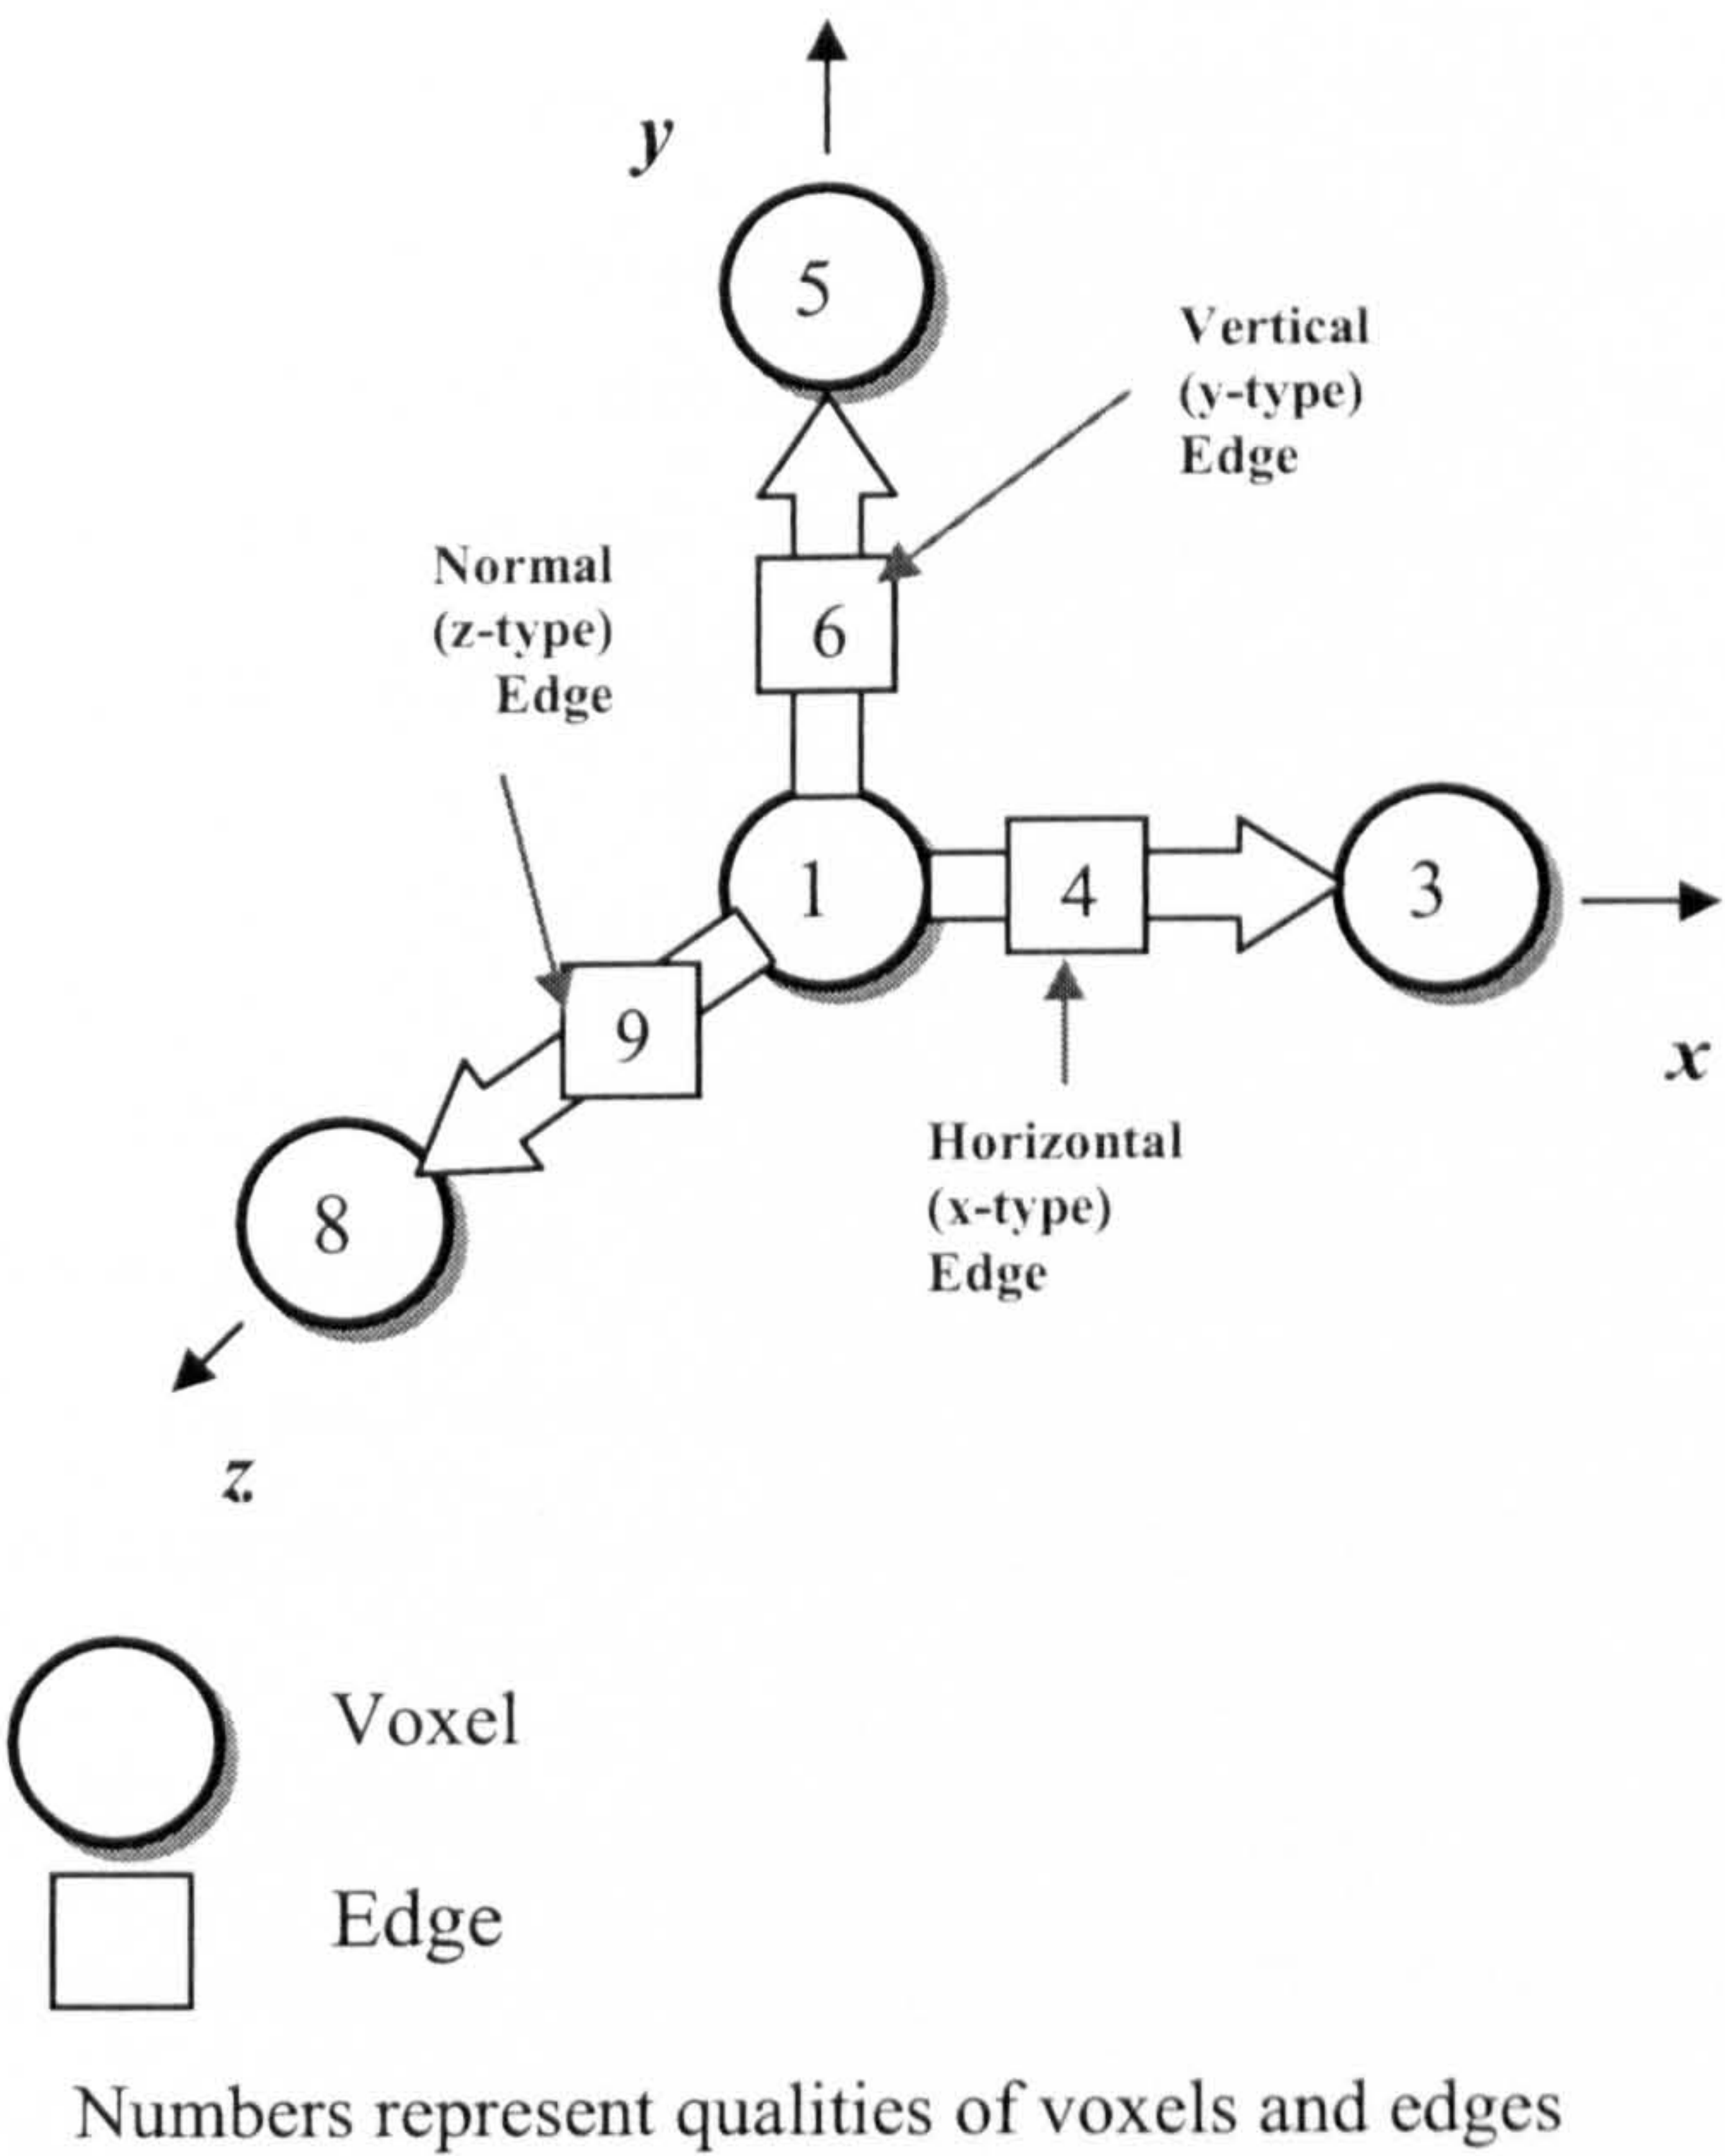 y
5
Vertical
(y-type)
Edge
Normal
(z-type)
Edge
6
1
4
3
9
x
Horizontal
(x-type)
Edge
8
z
Voxel
Edge
Numbers represent qualities of voxels and edges